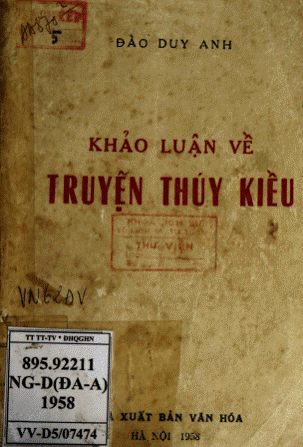 5
ĐÀO DUY ANH
KHẢO LUẬN VỀ
TRUYỆN THÚY KIỀU
THƯ VIỆN
TT TT-TV * ĐHQGHN
895.92211
NG-D(ĐA-A)
1958
VV-D5/07474
XUẤT BẢN VĂN HÓA
HÀ NỘI 1958